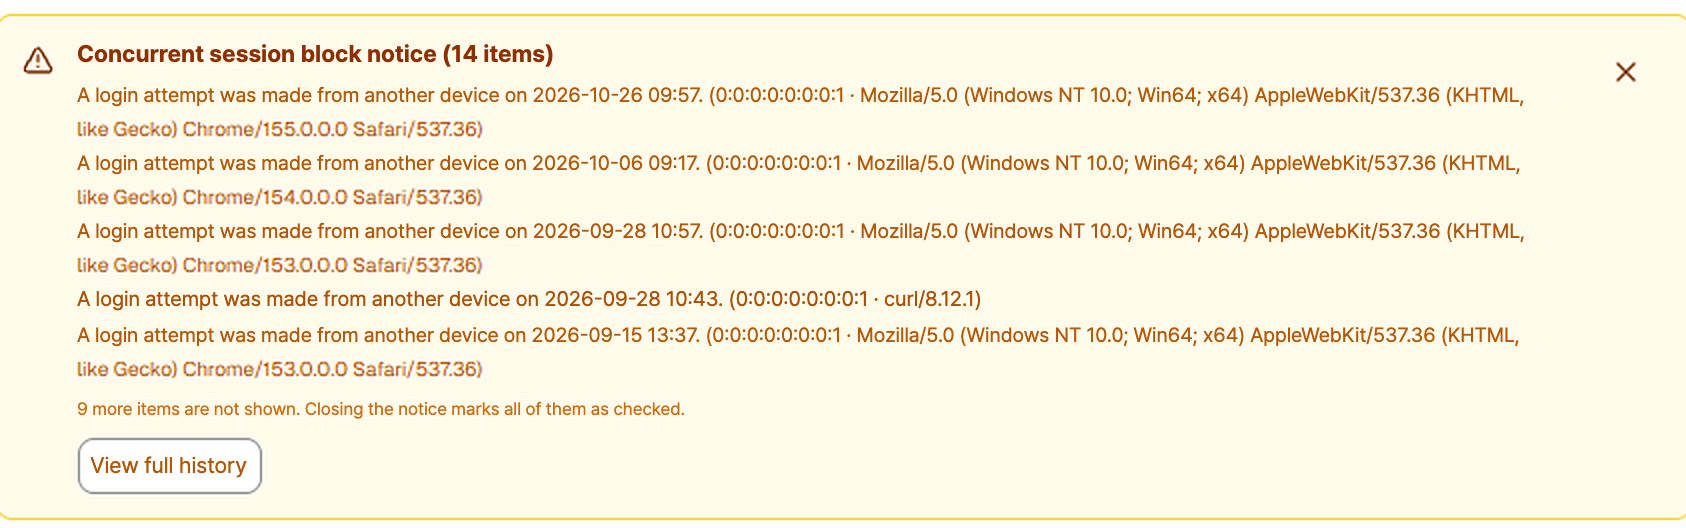 Concurrent session block notice (14 items)
A login attempt was made from another device on 2026-10-26 09:57. (0:0:0:0:0:0:0:1 · Mozilla/5.0 (Windows NT 10.0; Win64; x64) AppleWebKit/537.36 (KHTML,
like Gecko) Chrome/155.0.0.0 Safari/537.36)
A login attempt was made from another device on 2026-10-06 09:17. (0:0:0:0:0:0:0:1 · Mozilla/5.0 (Windows NT 10.0; Win64; x64) AppleWebKit/537.36 (KHTML,
like Gecko) Chrome/154.0.0.0 Safari/537.36)
A login attempt was made from another device on 2026-09-28 10:57. (0:0:0:0:0:0:0:1 · Mozilla/5.0 (Windows NT 10.0; Win64; x64) AppleWebKit/537.36 (KHTML,
like Gecko) Chrome/153.0.0.0 Safari/537.36)
A login attempt was made from another device on 2026-09-28 10:43. (0:0:0:0:0:0:0:1 · curl/8.12.1)
A login attempt was made from another device on 2026-09-15 13:37. (0:0:0:0:0:0:0:1 · Mozilla/5.0 (Windows NT 10.0; Win64; x64) AppleWebKit/537.36 (KHTML,
like Gecko) Chrome/153.0.0.0 Safari/537.36)
9 more items are not shown. Closing the notice marks all of them as checked.
View full history